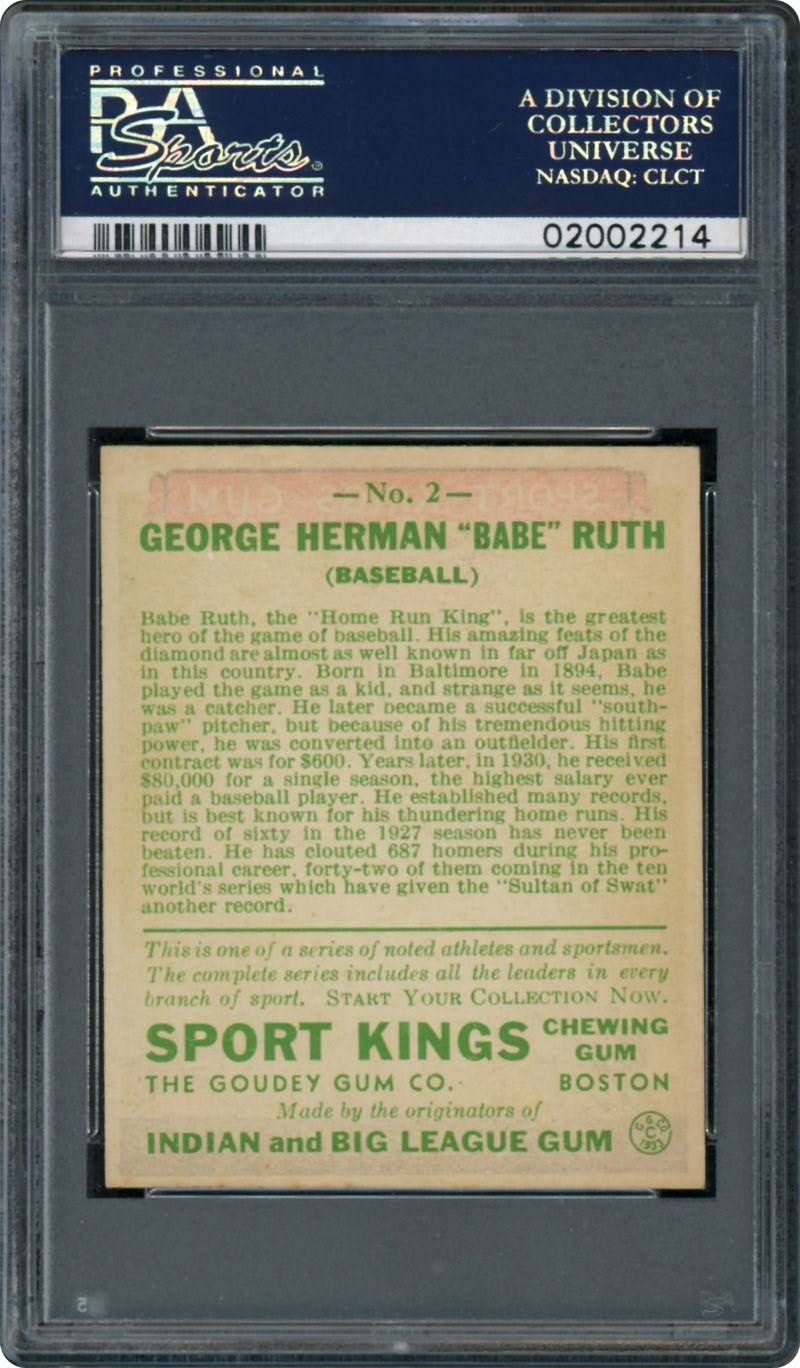 PROFESSIONAL
PSA
Sports
AUTHENTICATOR
A DIVISION OF
COLLECTORS
UNIVERSE
NASDAQ: CLCT
02002214
—No. 2—
GEORGE HERMAN "BABE" RUTH
(BASEBALL)
Babe Ruth, the "Home Run King", is the greatest
hero of the game of baseball. His amazing feats of the
diamond are almost as well known in far off Japan as
in this country. Born in Baltimore in 1894, Babe
played the game as a kid, and strange as it seems, he
was a catcher. He later became a successful "south-
paw" pitcher, but because of his tremendous hitting
power, he was converted into an outfielder. His first
contract was for $600. Years later, in 1930, he received
$80,000 for a single season, the highest salary ever
paid a baseball player. He established many records,
but is best known for his thundering home runs. His
record of sixty in the 1927 season has never been
beaten. He has clouted 687 homers during his pro-
fessional career, forty-two of them coming in the ten
world's series which have given the "Sultan of Swat"
another record.
This is one of a series of noted athletes and sportsmen.
The complete series includes all the leaders in every
branch of sport. START YOUR COLLECTION NOW.
SPORT KINGS CHEWING GUM
THE GOUDEY GUM CO. BOSTON
Made by the originators of
INDIAN and BIG LEAGUE GUM
G.G.CO.
C
1933